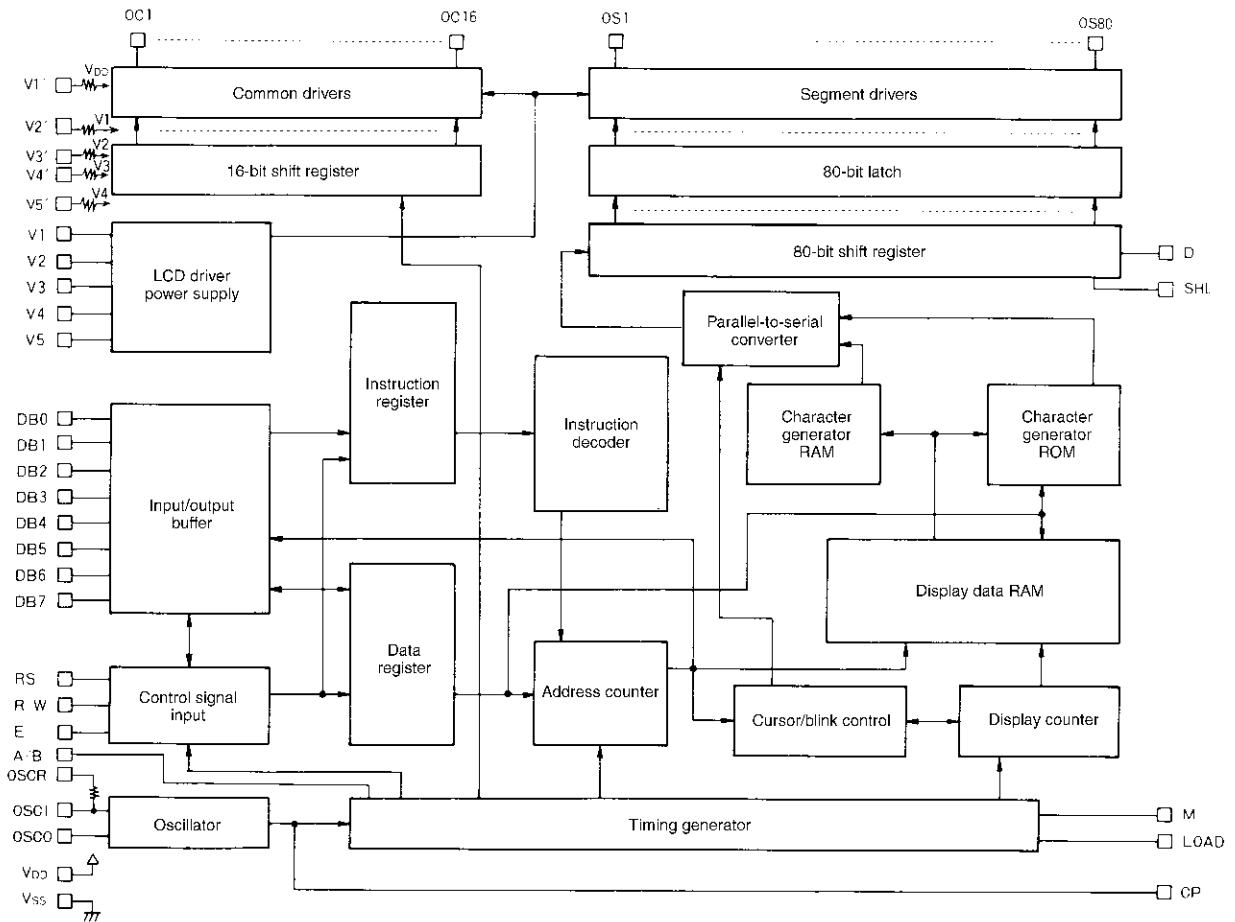 OC1
OC16
OS1
OS80
V1'
VDD
Common drivers
Segment drivers
V2'
V1
V3'
V2
V4'
V3
16-bit shift register
80-bit latch
V5'
V4
V1
V2
V3
V4
V5
LCD driver
power supply
80-bit shift register
D
SHL
Parallel-to-serial
converter
Instruction
register
Instruction
decoder
Character
generator
RAM
Character
generator
ROM
DB0
DB1
DB2
DB3
DB4
DB5
DB6
DB7
Input/output
buffer
Display data RAM
Data
register
Address counter
RS
R W
E
A B
Control signal
input
Cursor/blink control
Display counter
OSCR
OSCI
OSCO
Oscillator
Timing generator
M
LOAD
VDD
VSS
CP